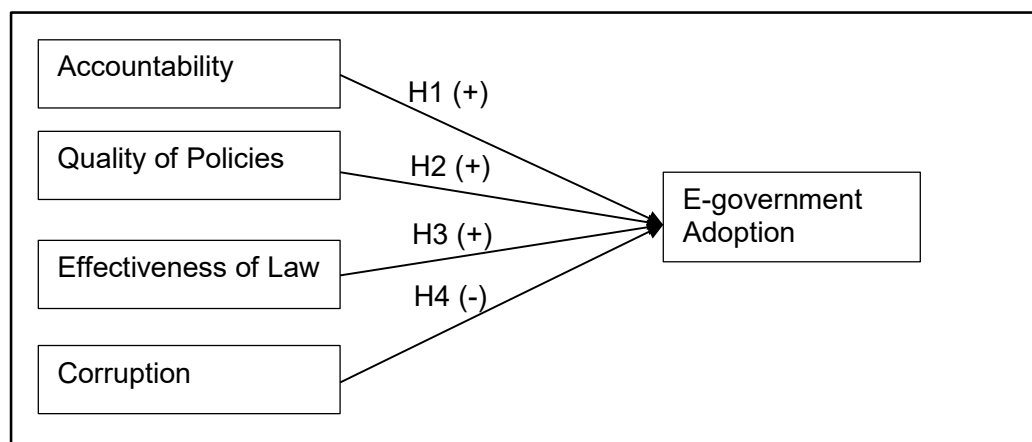 Accountability
H1 (+)
Quality of Policies
H2 (+)
E-government
Adoption
Effectiveness of Law
H3 (+)
H4 (-)
Corruption